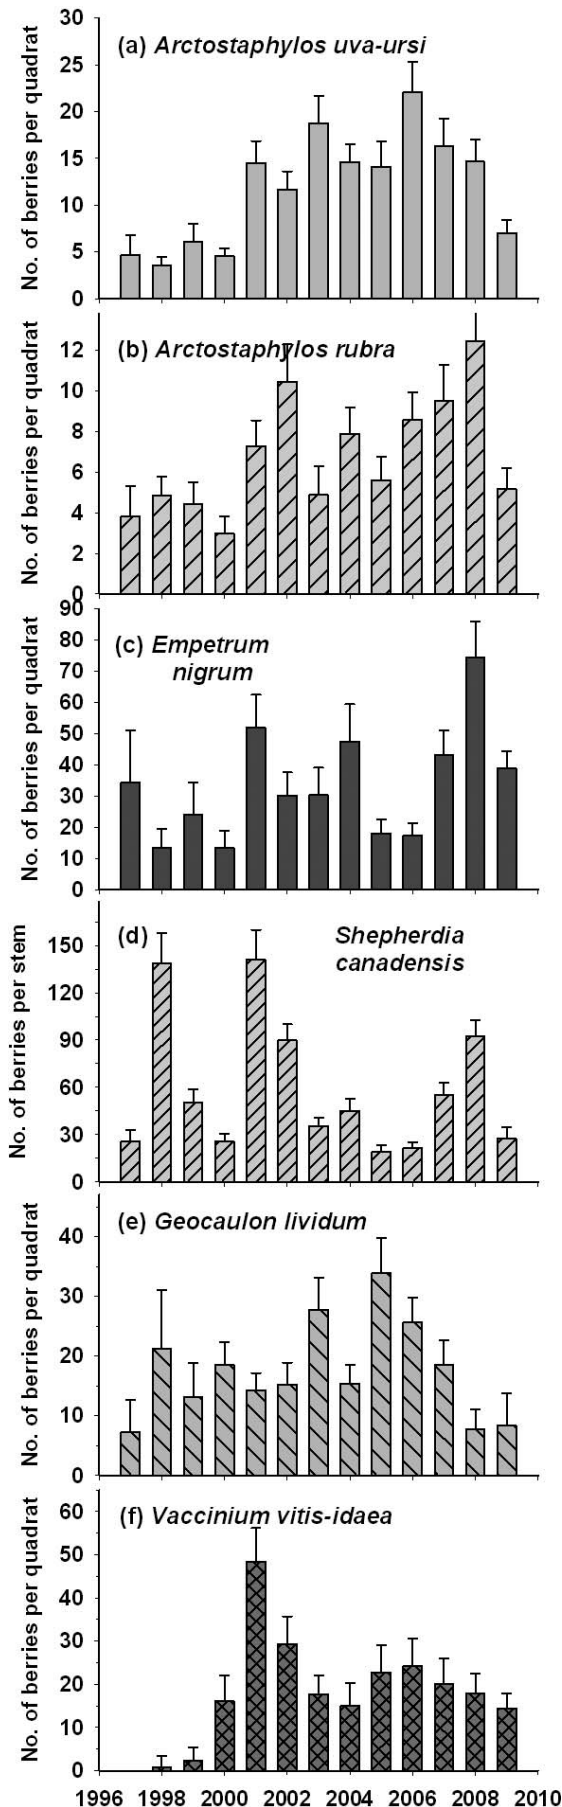 30
(a) Arctostaphylos uva-ursi
25
20
15
10
5
0
No. of berries per quadrat
(b) Arctostaphylos rubra
12
10
8
6
4
2
0
No. of berries per quadrat
90
(c) Empetrum
nigrum
80
70
60
50
40
30
20
10
0
No. of berries per quadrat
(d)
Shepherdia
canadensis
150
120
90
60
30
0
No. of berries per stem
(e) Geocaulon lividum
40
30
20
10
0
No. of berries per quadrat
(f) Vaccinium vitis-idaea
60
50
40
30
20
10
0
No. of berries per quadrat
1996 1998 2000 2002 2004 2006 2008 2010